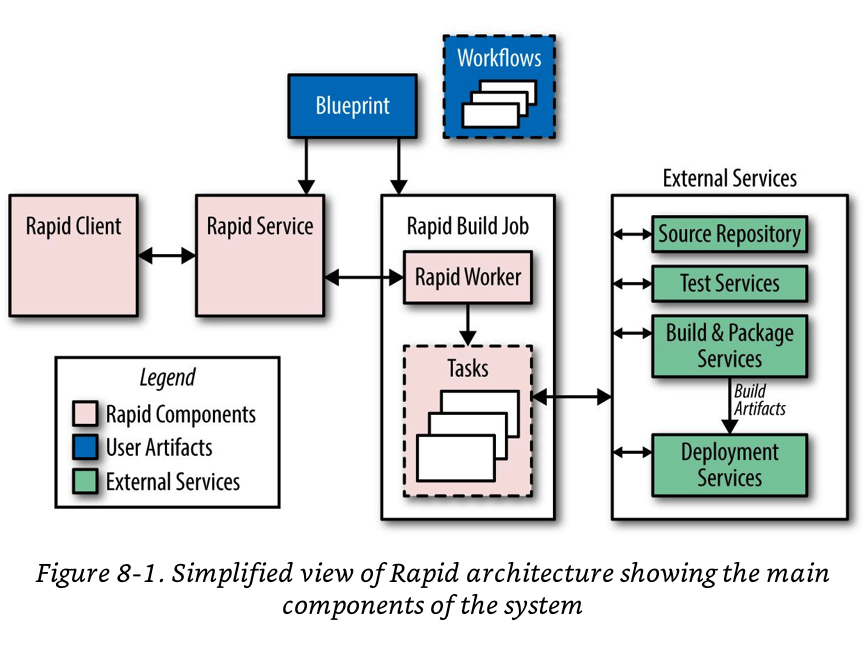 Workflows
Blueprint
External Services
Rapid Client
Rapid Service
Rapid Build Job
Source Repository
Rapid Worker
Test Services
Build & Package
Services
Tasks
Legend
Build
Artifacts
Rapid Components
User Artifacts
External Services
Deployment
Services
Figure 8-1. Simplified view of Rapid architecture showing the main
components of the system